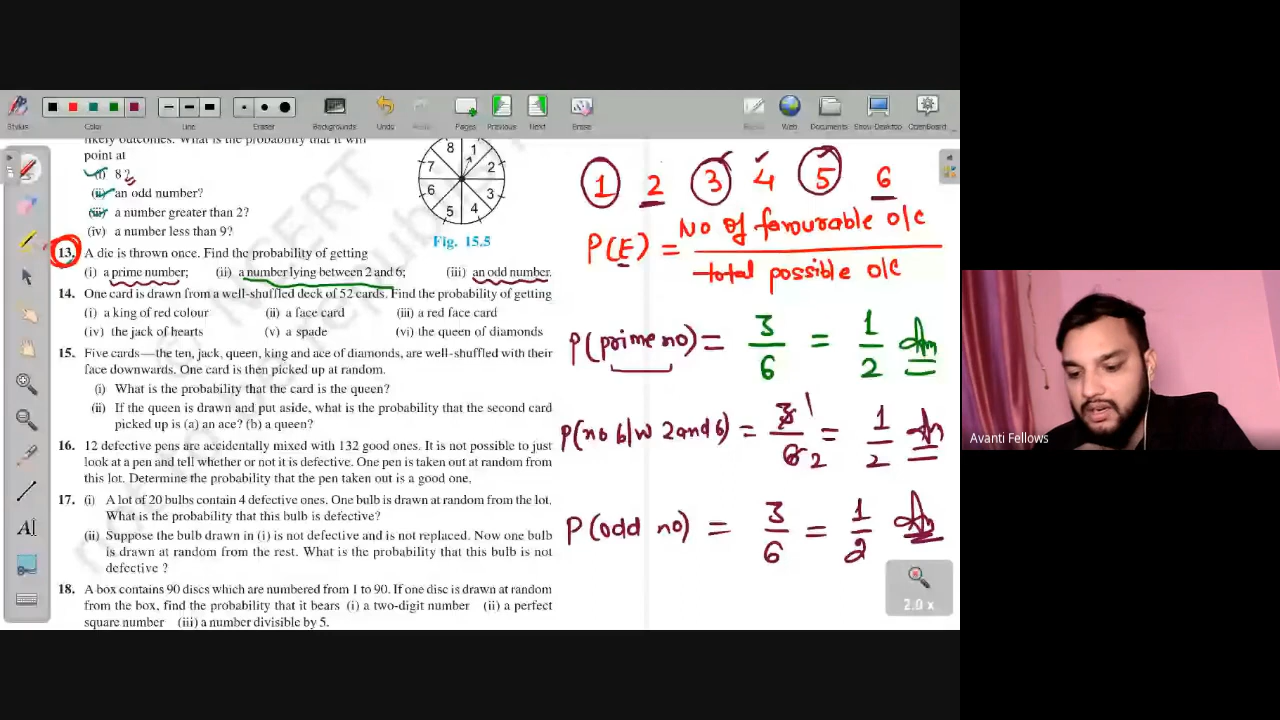 Stylus
Color
Line
Eraser
Backgrounds
Undo
Pages
Previous
Next
Erase
Web
Documents
Show Desktop
OpenBoard
likely outcomes. What is the probability that it will
point at
(i) 8 ?
(ii) an odd number?
(iii) a number greater than 2?
(iv) a number less than 9?
8 1 2 3 4 5 6 7
Fig. 15.5
13. A die is thrown once. Find the probability of getting
(i) a prime number; (ii) a number lying between 2 and 6; (iii) an odd number.
14. One card is drawn from a well-shuffled deck of 52 cards. Find the probability of getting
(i) a king of red colour (ii) a face card (iii) a red face card
(iv) the jack of hearts (v) a spade (vi) the queen of diamonds
15. Five cards—the ten, jack, queen, king and ace of diamonds, are well-shuffled with their
face downwards. One card is then picked up at random.
(i) What is the probability that the card is the queen?
(ii) If the queen is drawn and put aside, what is the probability that the second card
picked up is (a) an ace? (b) a queen?
16. 12 defective pens are accidentally mixed with 132 good ones. It is not possible to just
look at a pen and tell whether or not it is defective. One pen is taken out at random from
this lot. Determine the probability that the pen taken out is a good one.
17. (i) A lot of 20 bulbs contain 4 defective ones. One bulb is drawn at random from the lot.
What is the probability that this bulb is defective?
(ii) Suppose the bulb drawn in (i) is not defective and is not replaced. Now one bulb
is drawn at random from the rest. What is the probability that this bulb is not
defective ?
18. A box contains 90 discs which are numbered from 1 to 90. If one disc is drawn at random
from the box, find the probability that it bears (i) a two-digit number (ii) a perfect
square number (iii) a number divisible by 5.
1 2 3 4 5 6
P(E) = No of favourable o/c / total possible o/c
P(prime no) = 3/6 = 1/2 Ans
P(no b/w 2 and 6) = 3/6 1 2 = 1/2 An
P(odd no) = 3/6 = 1/2 An
2.0 x
Avanti Fellows